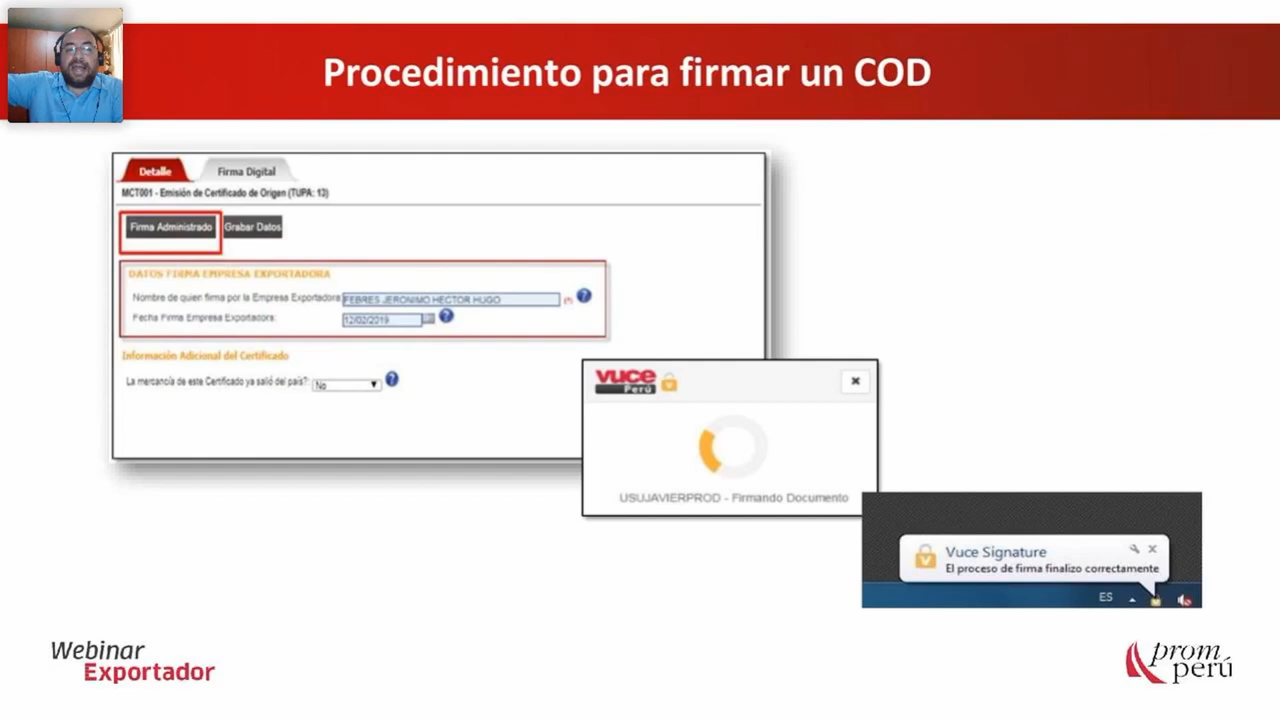 Procedimiento para firmar un COD
Detalle
Firma Digital
MCT001 - Emisión de Certificado de Origen (TUPA: 13)
Firma Administrado
Grabar Datos
DATOS FIRMA EMPRESA EXPORTADORA
Nombre de quien firma por la Empresa Exportadora:
FEBRES JERONIMO HECTOR HUGO
(*)
Fecha Firma Empresa Exportadora:
12/02/2019
Información Adicional del Certificado
La mercancía de este Certificado ya salió del país?:
No
vuce
Perú
USUJAVIERPROD - Firmando Documento
Vuce Signature
El proceso de firma finalizo correctamente
ES
Webinar
Exportador
prom
perú